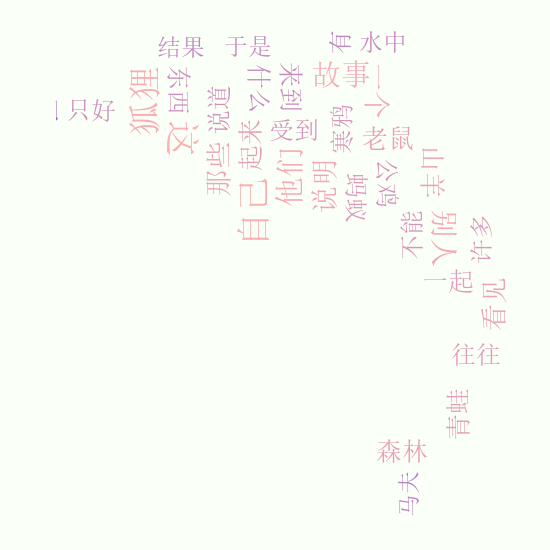 结果
于是
有
水中
一只好
狐狸
东西
说道
什么
来到
故事
一个
这
那些
起来
受到
寒鸦
老鼠
自己
他们
说明
蚂蚁
公鸡
山羊
不能
别人
许多
一起
看见
往往
青蛙
森林
马夫